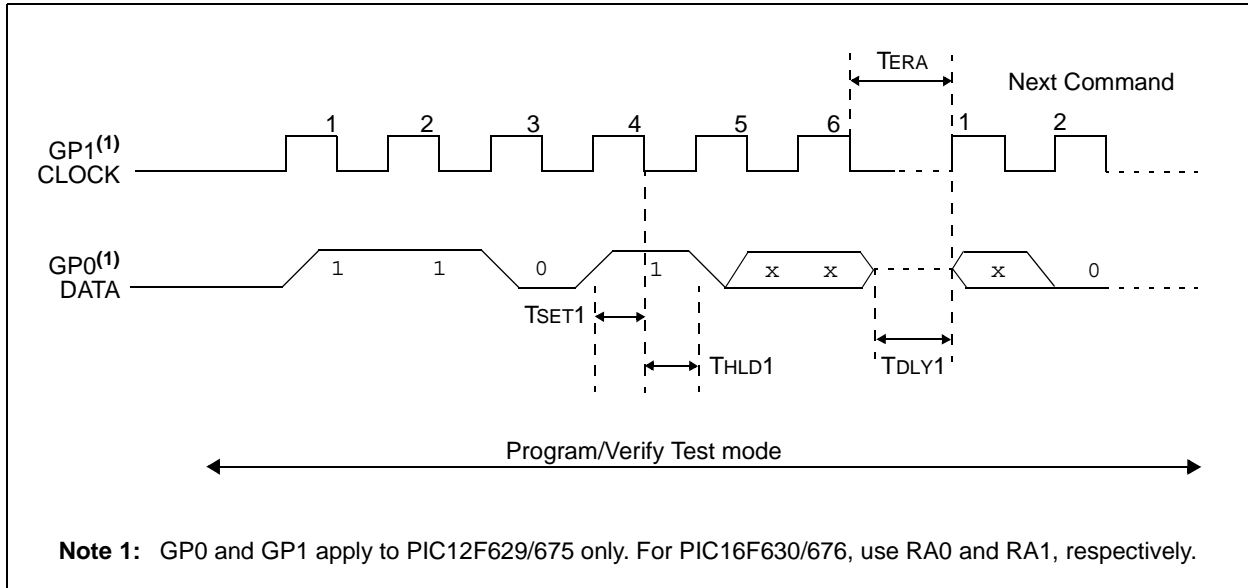 TERA
Next Command
1 2 3 4 5 6 1 2
GP1(1)
CLOCK
GP0(1)
DATA
1 1 0 1 x x x 0
TSET1
THLD1
TDLY1
Program/Verify Test mode
Note 1: GP0 and GP1 apply to PIC12F629/675 only. For PIC16F630/676, use RA0 and RA1, respectively.